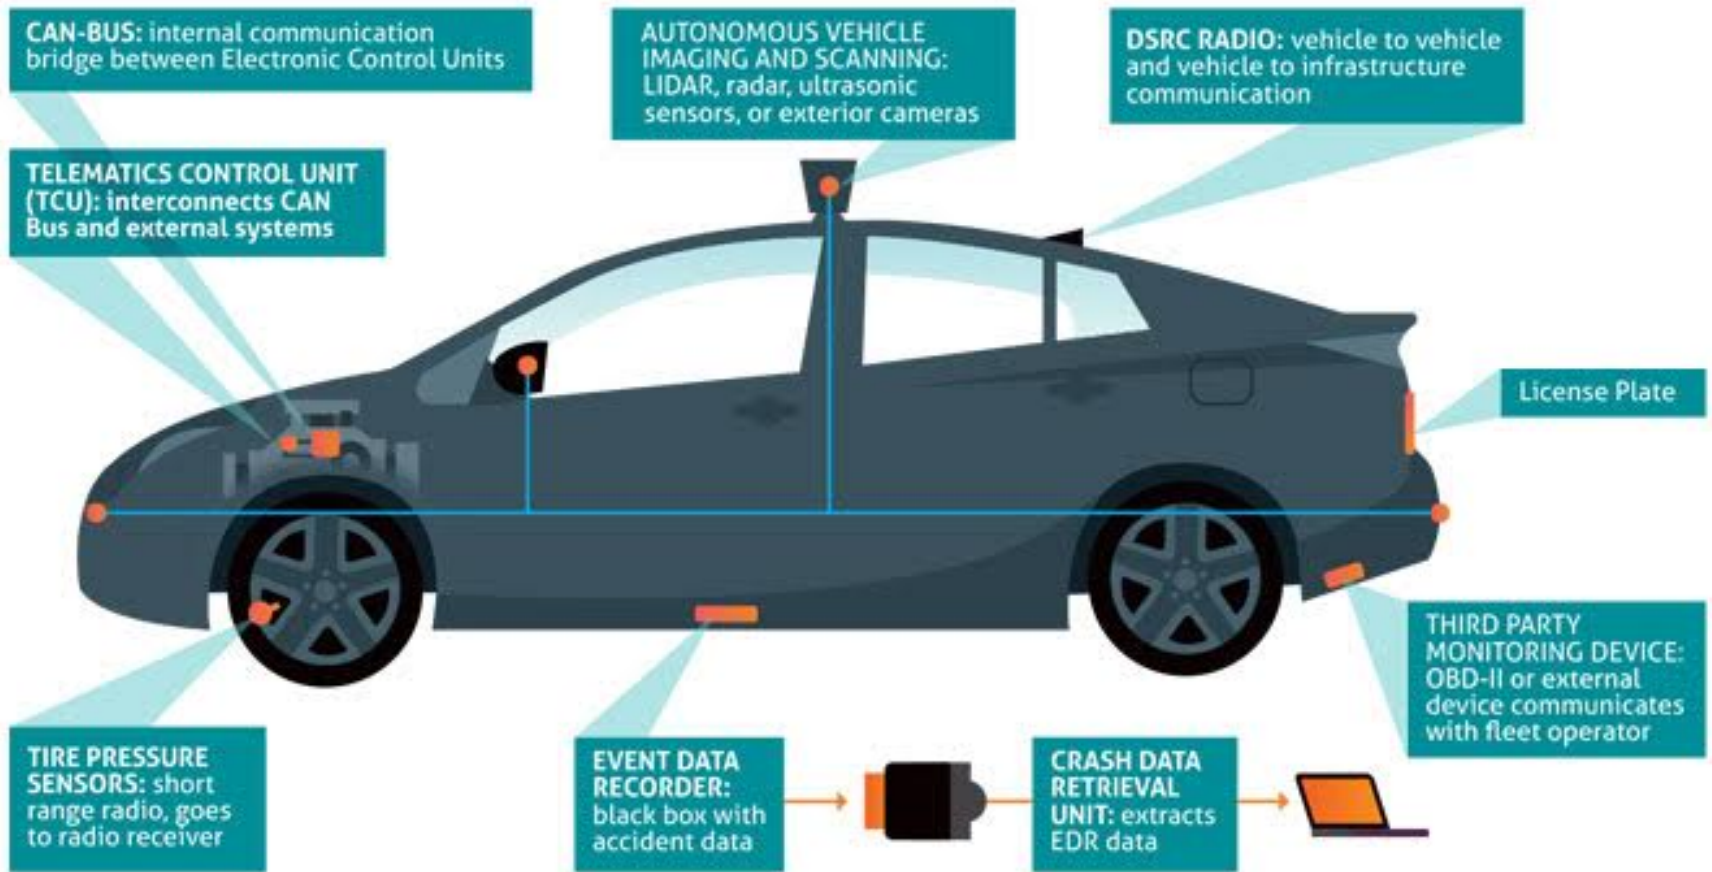 CAN-BUS: internal communication
bridge between Electronic Control Units
AUTONOMOUS VEHICLE
IMAGING AND SCANNING:
LIDAR, radar, ultrasonic
sensors, or exterior cameras
DSRC RADIO: vehicle to vehicle
and vehicle to infrastructure
communication
TELEMATICS CONTROL UNIT
(TCU): interconnects CAN
Bus and external systems
License Plate
THIRD PARTY
MONITORING DEVICE:
OBD-II or external
device communicates
with fleet operator
TIRE PRESSURE
SENSORS: short
range radio, goes
to radio receiver
EVENT DATA
RECORDER:
black box with
accident data
CRASH DATA
RETRIEVAL
UNIT: extracts
EDR data